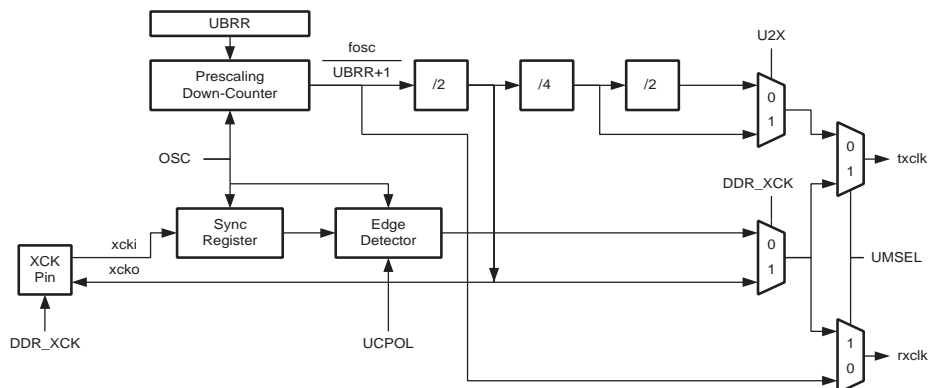 UBRR
fosc
U2X
Prescaling
Down-Counter
UBRR+1
/2
/4
/2
0
1
OSC
0
1
txclk
DDR_XCK
Sync
Register
Edge
Detector
xcki
0
1
XCK
Pin
xcko
UMSEL
DDR_XCK
UCPOL
1
0
rxclk